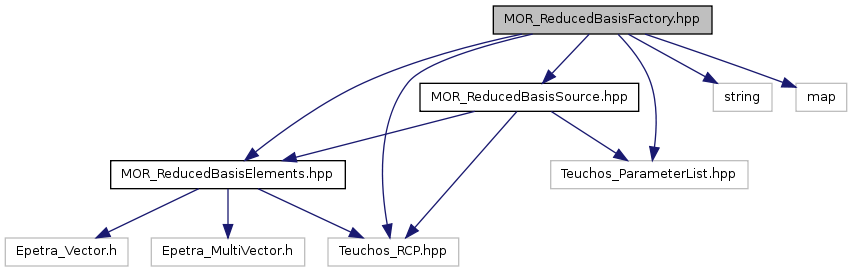 MOR_ReducedBasisFactory.hpp
MOR_ReducedBasisSource.hpp
string
map
MOR_ReducedBasisElements.hpp
Teuchos_ParameterList.hpp
Epetra_Vector.h
Epetra_MultiVector.h
Teuchos_RCP.hpp